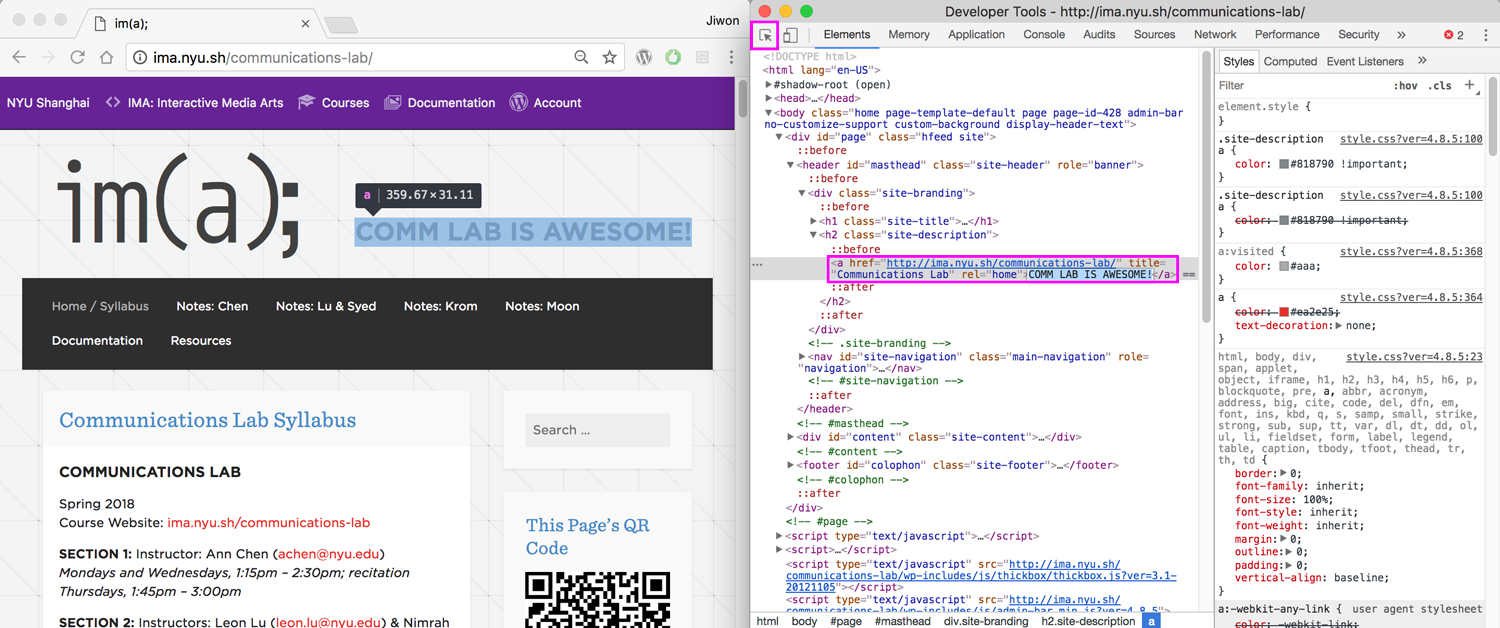 im(a);
Jiwon
ima.nyu.sh/communications-lab/
NYU Shanghai <> IMA: Interactive Media Arts Courses Documentation Account
im(a);
a 359.67×31.11
COMM LAB IS AWESOME!
Home / Syllabus Notes: Chen Notes: Lu & Syed Notes: Krom Notes: Moon
Documentation Resources
Communications Lab Syllabus
COMMUNICATIONS LAB
Spring 2018
Course Website: ima.nyu.sh/communications-lab
SECTION 1: Instructor: Ann Chen (achen@nyu.edu)
Mondays and Wednesdays, 1:15pm – 2:30pm; recitation
Thursdays, 1:45pm – 3:00pm
SECTION 2: Instructors: Leon Lu (leon.lu@nyu.edu) & Nimrah
Search ...
This Page's QR
Code
Developer Tools - http://ima.nyu.sh/communications-lab/
Elements Memory Application Console Audits Sources Network Performance Security » 2
<!DOCTYPE html>
<html lang="en-US">
#shadow-root (open)
<head>…</head>
<body class="home page-template-default page page-id-428 admin-bar
no-customize-support custom-background display-header-text">
<div id="page" class="hfeed site">
::before
<header id="masthead" class="site-header" role="banner">
::before
<div class="site-branding">
::before
<h1 class="site-title">…</h1>
<h2 class="site-description">
::before
<a href="http://ima.nyu.sh/communications-lab/" title=
"Communications Lab" rel="home">COMM LAB IS AWESOME!</a> ==
::after
</h2>
::after
</div>
<!-- .site-branding -->
<nav id="site-navigation" class="main-navigation" role=
"navigation">…</nav>
<!-- #site-navigation -->
::after
</header>
<!-- #masthead -->
<div id="content" class="site-content">…</div>
<!-- #content -->
<footer id="colophon" class="site-footer">…</footer>
<!-- #colophon -->
::after
</div>
<!-- #page -->
<script type="text/javascript">…</script>
<script>…</script>
<script type="text/javascript" src="http://ima.nyu.sh/
communications-lab/wp-includes/js/thickbox/thickbox.js?ver=3.1-
20121105"></script>
<script type="text/javascript" src="http://ima.nyu.sh/
communications-lab/wp-includes/js/admin-bar.min.js?ver=4.8.5">
html body #page #masthead div.site-branding h2.site-description a
Styles Computed Event Listeners »
Filter :hov .cls +
element.style {
}
.site-description style.css?ver=4.8.5:100
a {
color: #818790 !important;
}
.site-description style.css?ver=4.8.5:100
a {
color: #818790 !important;
}
a:visited { style.css?ver=4.8.5:368
color: #aaa;
}
a { style.css?ver=4.8.5:364
color: #ea2e25;
text-decoration: none;
}
html, body, div, style.css?ver=4.8.5:23
span, applet,
object, iframe, h1, h2, h3, h4, h5, h6, p,
blockquote, pre, a, abbr, acronym,
address, big, cite, code, del, dfn, em,
font, ins, kbd, q, s, samp, small, strike,
strong, sub, sup, tt, var, dl, dt, dd, ol,
ul, li, fieldset, form, label, legend,
table, caption, tbody, tfoot, thead, tr,
th, td {
border: 0;
font-family: inherit;
font-size: 100%;
font-style: inherit;
font-weight: inherit;
margin: 0;
outline: 0;
padding: 0;
vertical-align: baseline;
}
a:-webkit-any-link { user agent stylesheet
color: -webkit-link;